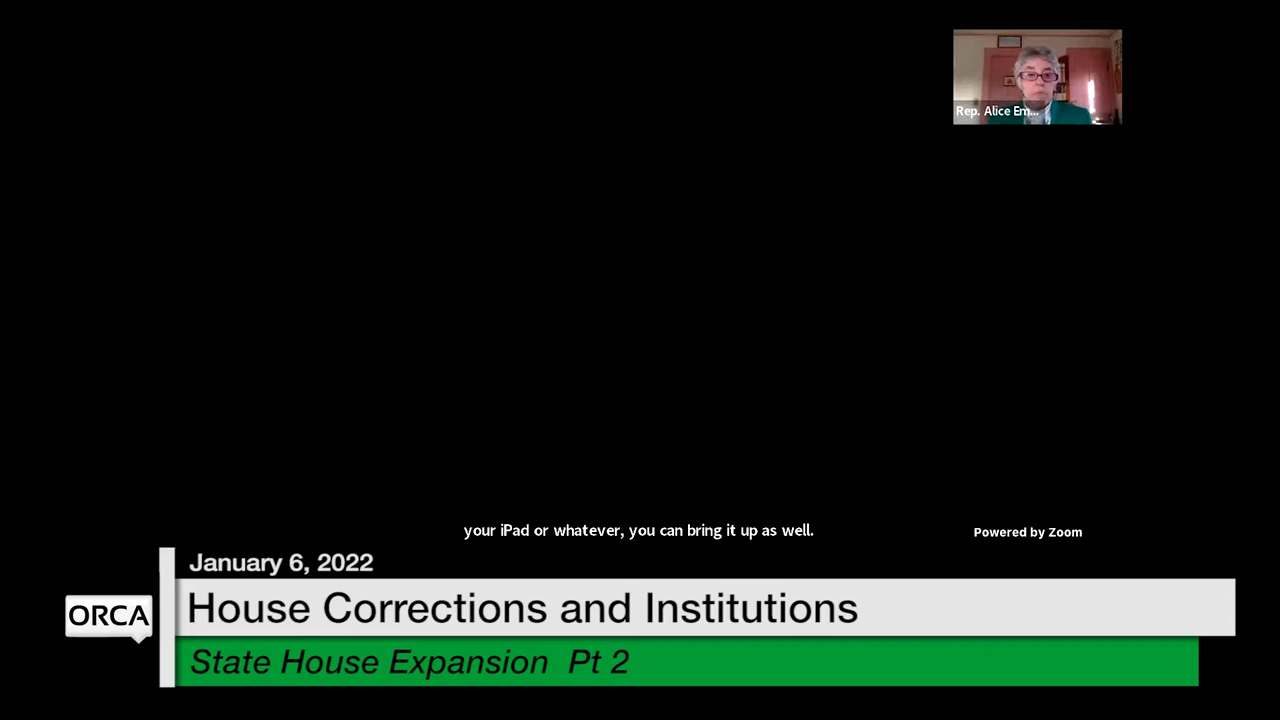 Rep. Alice Em...
your iPad or whatever, you can bring it up as well.
Powered by Zoom
January 6, 2022
House Corrections and Institutions
ORCA
State House Expansion Pt 2